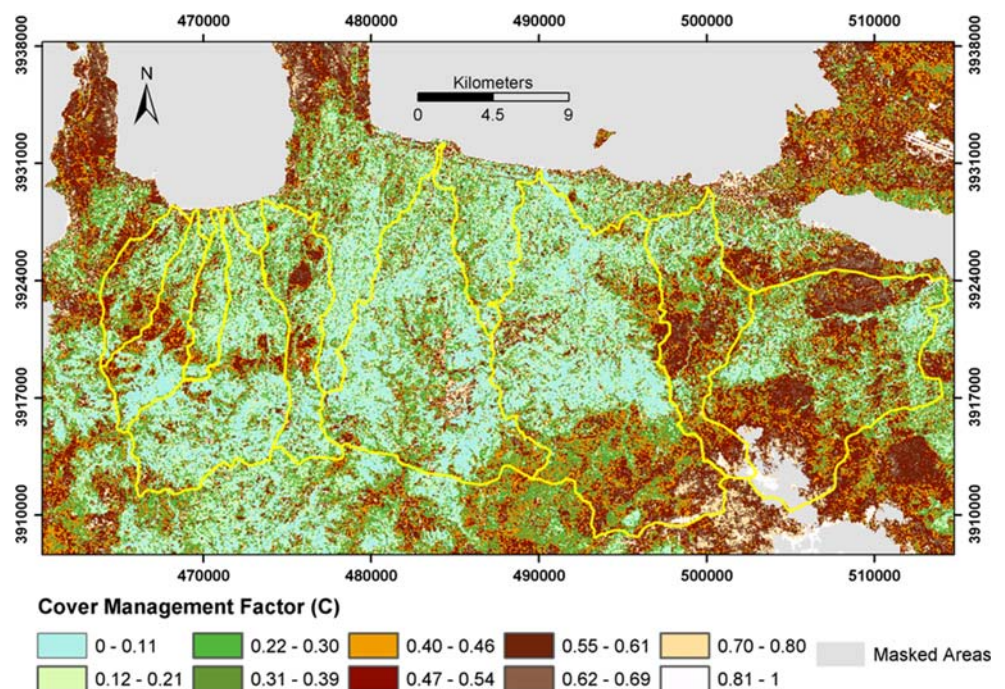 470000 480000 490000 500000 510000
3938000 3938000
N
Kilometers
0 4.5 9
3931000 3931000
3924000 3924000
3917000 3917000
3910000 3910000
470000 480000 490000 500000 510000
Cover Management Factor (C)
0 - 0.11 0.22 - 0.30 0.40 - 0.46 0.55 - 0.61 0.70 - 0.80 Masked Areas
0.12 - 0.21 0.31 - 0.39 0.47 - 0.54 0.62 - 0.69 0.81 - 1